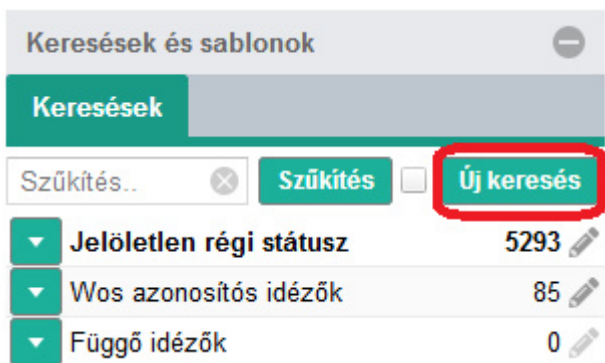 Keresések és sablonok
Keresések
Szűkítés.. Szűkítés Új keresés
Jelöletlen régi státusz 5293
Wos azonosítós idézők 85
Függő idézők 0